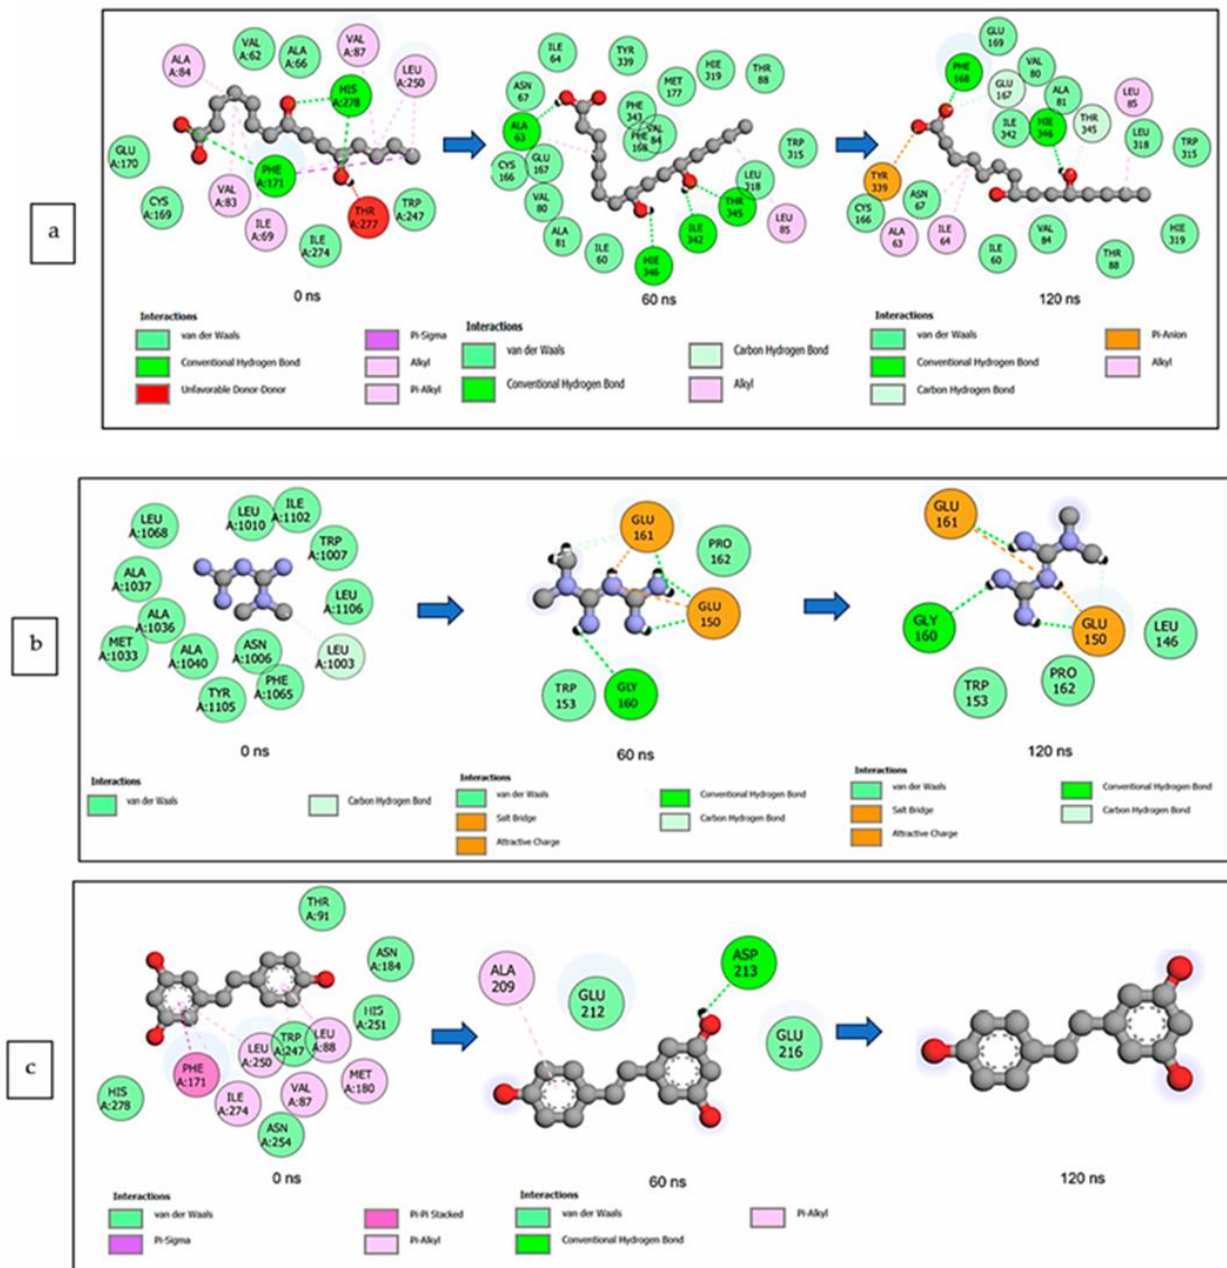 a
ALA
A:84
VAL
A:62
ALA
A:66
VAL
A:87
LEU
A:250
HIS
A:278
GLU
A:170
PHE
A:171
CYS
A:169
VAL
A:83
ILE
A:69
ILE
A:274
THR
A:277
TRP
A:247
0 ns
Interactions
van der Waals
Conventional Hydrogen Bond
Unfavorable Donor-Donor
Pi-Sigma
Alkyl
Pi-Alkyl
ILE
64
TYR
339
HIE
319
THR
88
ASN
67
MET
177
ALA
63
PHE
343
VAL
84
PHE
168
TRP
315
CYS
166
GLU
167
LEU
318
VAL
80
THR
345
ALA
81
ILE
60
ILE
342
LEU
85
HIE
346
60 ns
Interactions
van der Waals
Conventional Hydrogen Bond
Carbon Hydrogen Bond
Alkyl
GLU
169
PHE
168
VAL
80
GLU
167
ALA
81
LEU
85
ILE
342
HIE
346
THR
345
LEU
318
TRP
315
TYR
339
CYS
166
ASN
67
ALA
63
ILE
64
ILE
60
VAL
84
THR
88
HIE
319
120 ns
Interactions
van der Waals
Conventional Hydrogen Bond
Carbon Hydrogen Bond
Pi-Anion
Alkyl
b
LEU
A:1068
LEU
A:1010
ILE
A:1102
TRP
A:1007
ALA
A:1037
LEU
A:1106
ALA
A:1036
MET
A:1033
ALA
A:1040
ASN
A:1006
LEU
A:1003
TYR
A:1105
PHE
A:1065
0 ns
Interactions
van der Waals
Carbon Hydrogen Bond
GLU
161
PRO
162
GLU
150
TRP
153
GLY
160
60 ns
Interactions
van der Waals
Salt Bridge
Attractive Charge
Conventional Hydrogen Bond
Carbon Hydrogen Bond
GLU
161
GLY
160
GLU
150
LEU
146
TRP
153
PRO
162
120 ns
Interactions
van der Waals
Salt Bridge
Attractive Charge
Conventional Hydrogen Bond
Carbon Hydrogen Bond
c
THR
A:91
ASN
A:184
HIS
A:251
TRP
A:247
LEU
A:88
LEU
A:250
PHE
A:171
MET
A:180
HIS
A:278
ILE
A:274
VAL
A:87
ASN
A:254
0 ns
Interactions
van der Waals
Pi-Sigma
Pi-Pi Stacked
Pi-Alkyl
ALA
209
GLU
212
ASP
213
GLU
216
60 ns
Interactions
van der Waals
Conventional Hydrogen Bond
Pi-Alkyl
120 ns